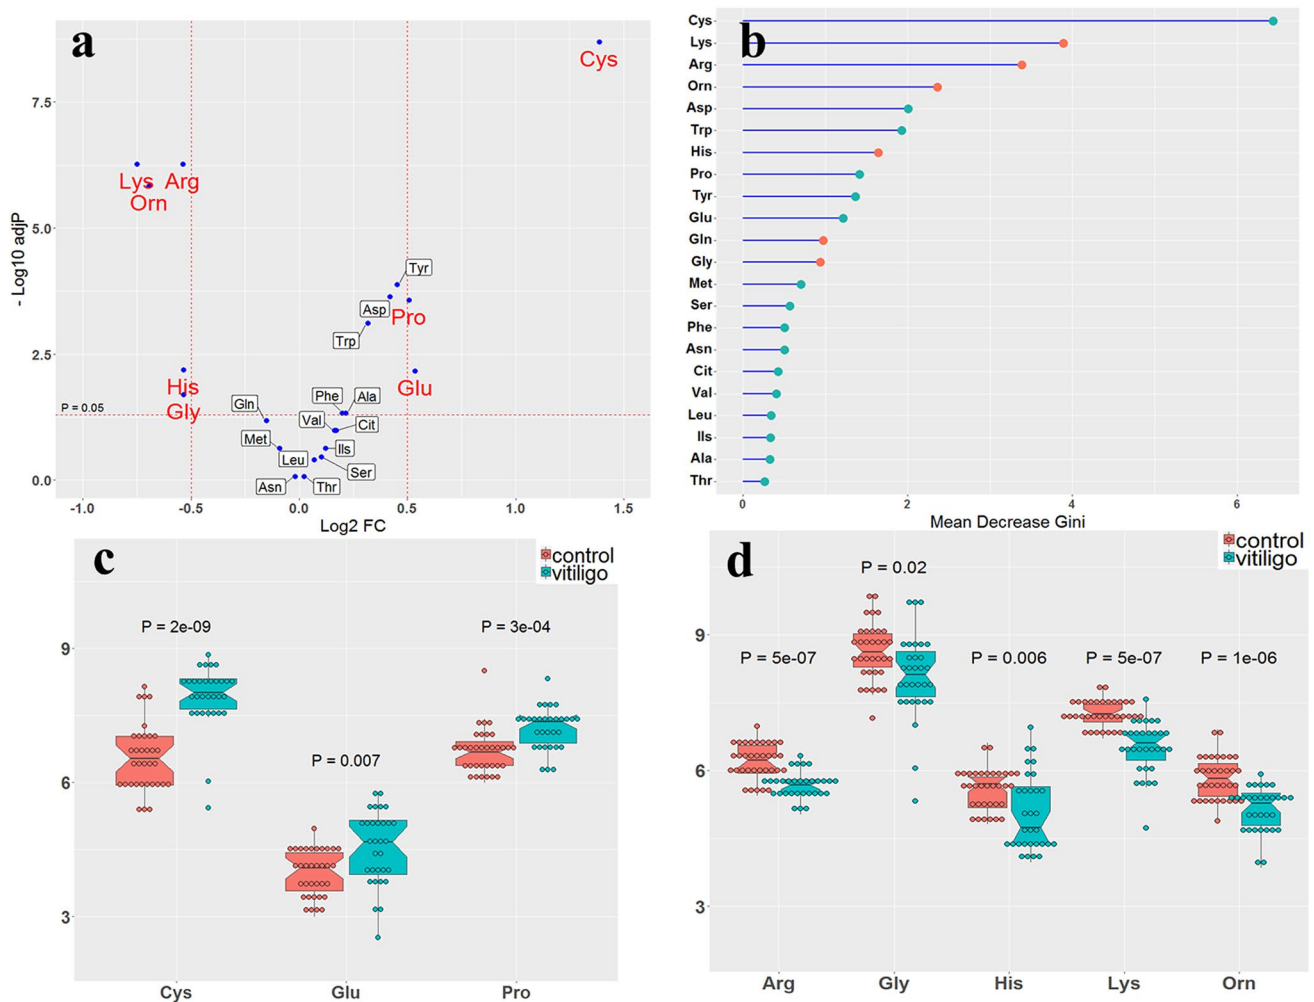 a
- Log10 adjP
7.5
5.0
2.5
0.0
P = 0.05
Cys
Lys
Arg
Orn
Tyr
Asp
Pro
Trp
His
Gly
Glu
Phe
Ala
Gln
Val
Cit
Met
Leu
Ils
Ser
Asn
Thr
-1.0 -0.5 0.0 0.5 1.0 1.5
Log2 FC
b
Cys
Lys
Arg
Orn
Asp
Trp
His
Pro
Tyr
Glu
Gln
Gly
Met
Ser
Phe
Asn
Cit
Val
Leu
Ils
Ala
Thr
0 2 4 6
Mean Decrease Gini
c
control
vitiligo
9
6
3
P = 2e-09
P = 0.007
P = 3e-04
Cys Glu Pro
d
control
vitiligo
9
6
3
P = 5e-07
P = 0.02
P = 0.006
P = 5e-07
P = 1e-06
Arg Gly His Lys Orn